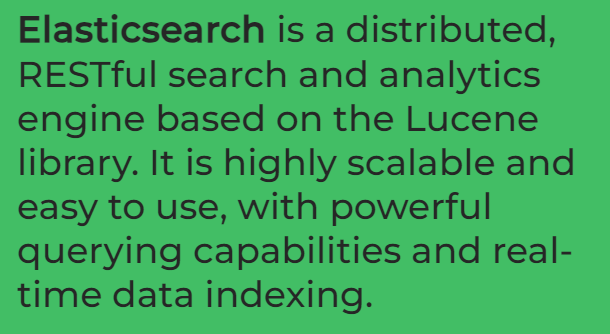 Elasticsearch is a distributed,
RESTful search and analytics
engine based on the Lucene
library. It is highly scalable and
easy to use, with powerful
querying capabilities and real-
time data indexing.